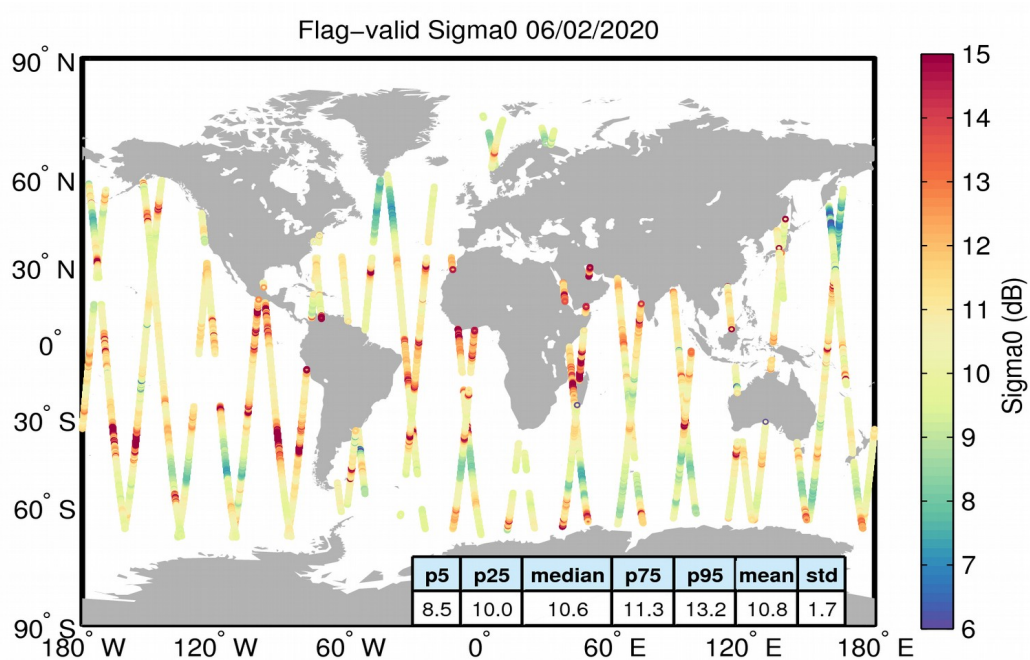 Flag−valid Sigma0 06/02/2020
90° N
60° N
30° N
0°
30° S
60° S
90° S
180° W
120° W
60° W
0°
60° E
120° E
180° E
15
14
13
12
11
10
9
8
7
6
Sigma0 (dB)
p5 p25 median p75 p95 mean std
8.5 10.0 10.6 11.3 13.2 10.8 1.7